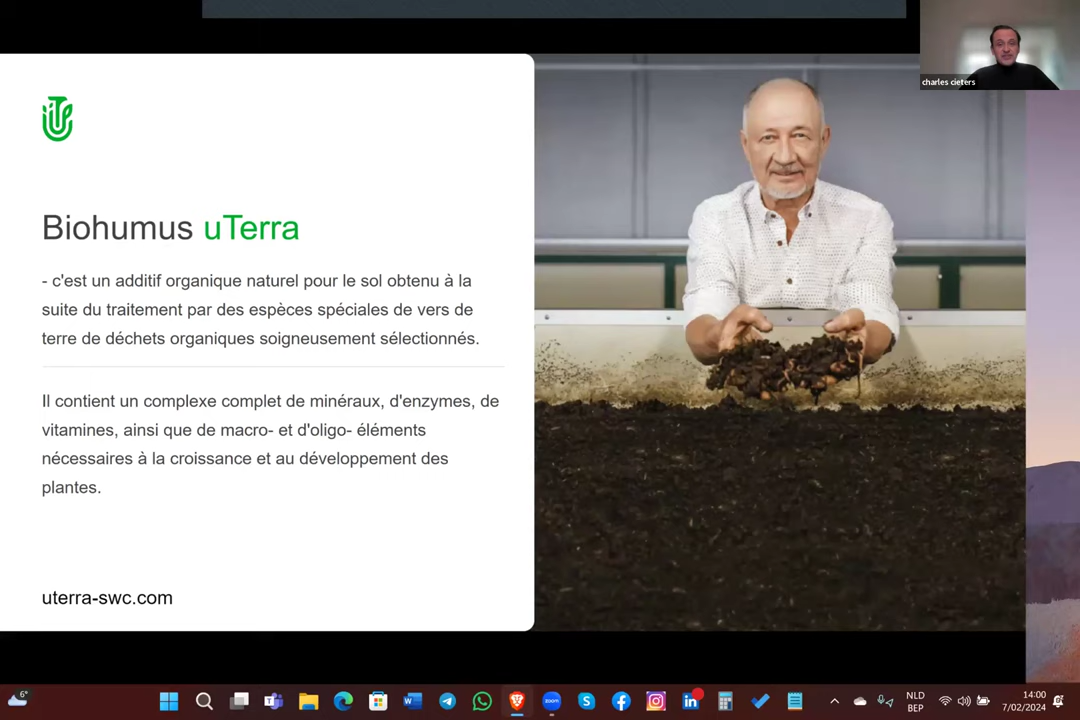 charles cieters
Biohumus uTerra
- c'est un additif organique naturel pour le sol obtenu à la
suite du traitement par des espèces spéciales de vers de
terre de déchets organiques soigneusement sélectionnés.
Il contient un complexe complet de minéraux, d'enzymes, de
vitamines, ainsi que de macro- et d'oligo- éléments
nécessaires à la croissance et au développement des
plantes.
uterra-swc.com
6°
zoom
NLD
BEP
14:00
7/02/2024